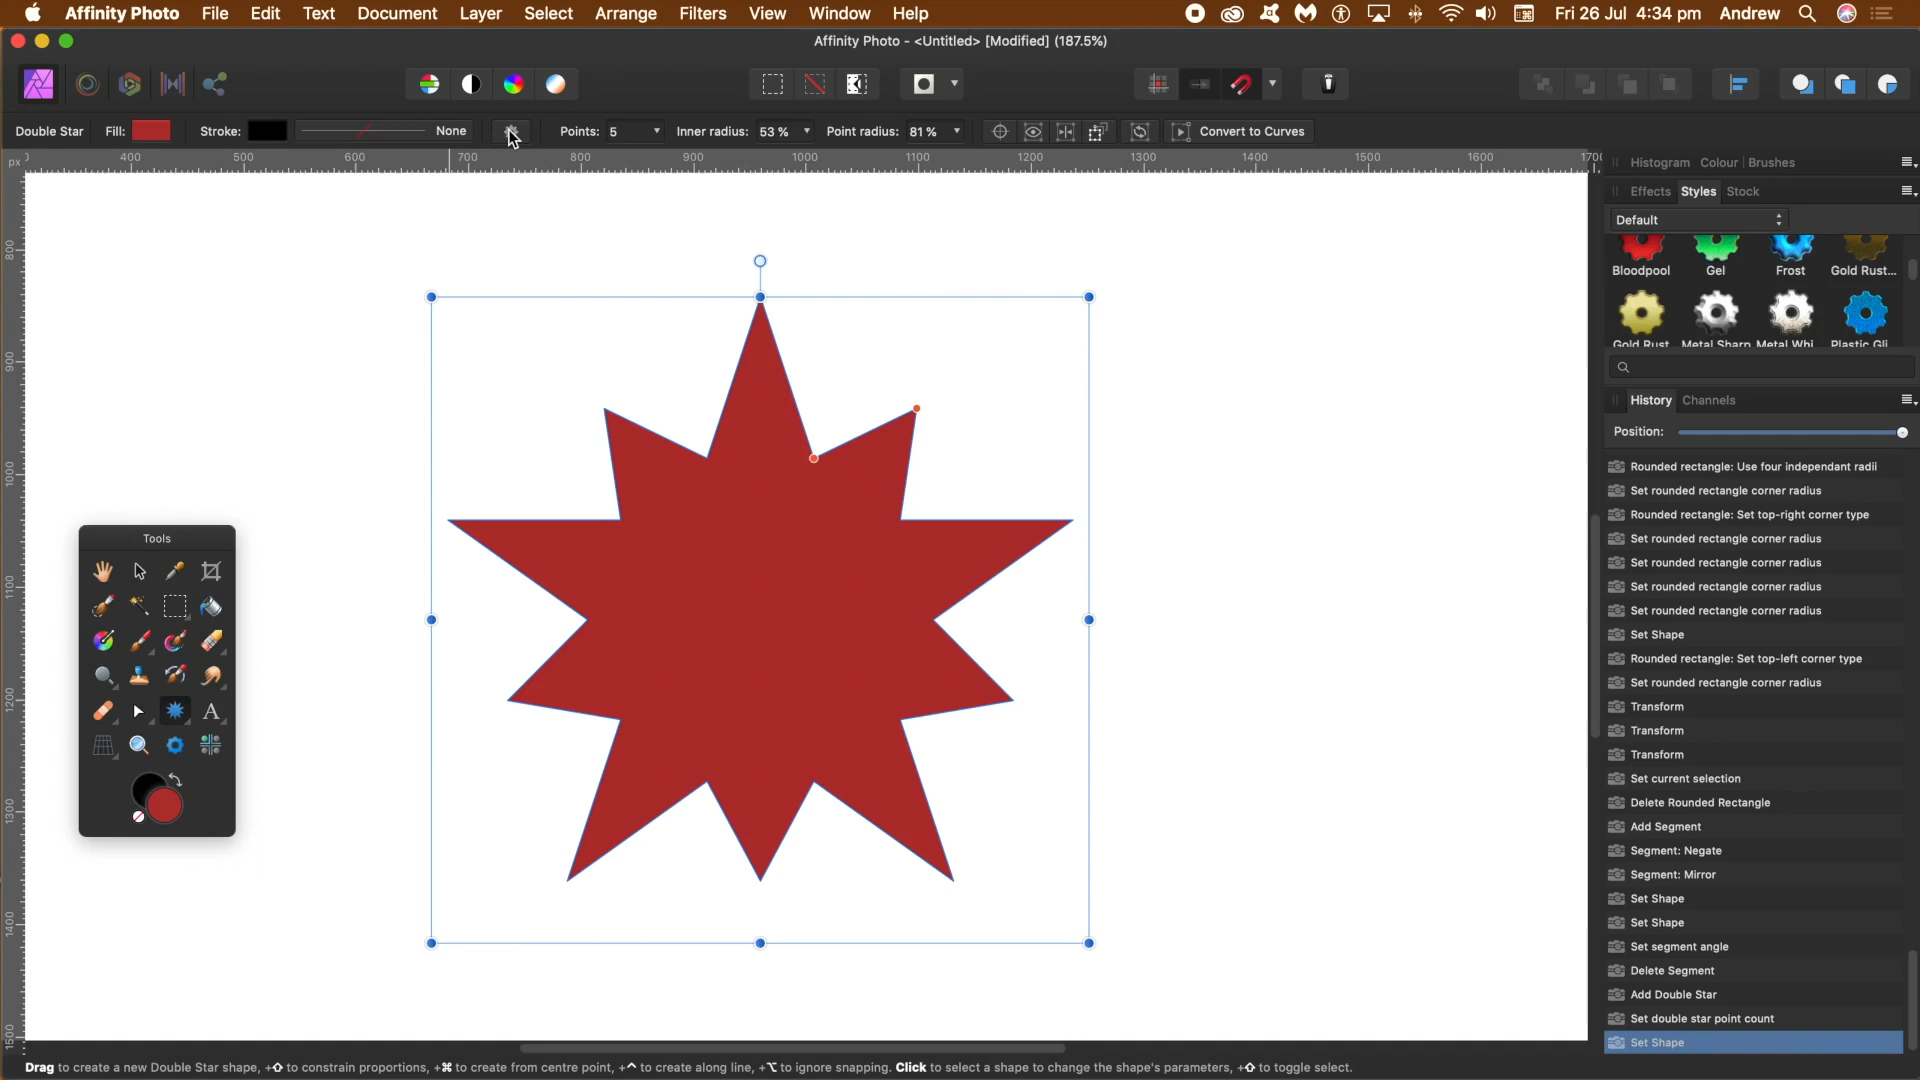 Affinity Photo File Edit Text Document Layer Select Arrange Filters View Window Help Fri 26 Jul 4:34 pm Andrew
Affinity Photo - <Untitled> [Modified] (187.5%)
Double Star Fill: Stroke: None Points: 5 Inner radius: 53 % Point radius: 81 % Convert to Curves
px 400 500 600 700 800 900 1000 1100 1200 1300 1400 1500 1600
800
900
1000
1100
1200
1300
1400
1500
Histogram Colour Brushes
Effects Styles Stock
Default
Bloodpool Gel Frost Gold Rust...
Gold Rust Metal Sharp Metal Whi Plastic Gli
History Channels
Position:
Rounded rectangle: Use four independant radii
Set rounded rectangle corner radius
Rounded rectangle: Set top-right corner type
Set rounded rectangle corner radius
Set rounded rectangle corner radius
Set rounded rectangle corner radius
Set rounded rectangle corner radius
Set Shape
Rounded rectangle: Set top-left corner type
Set rounded rectangle corner radius
Transform
Transform
Transform
Set current selection
Delete Rounded Rectangle
Add Segment
Segment: Negate
Segment: Mirror
Set Shape
Set Shape
Set segment angle
Delete Segment
Add Double Star
Set double star point count
Set Shape
Tools
Drag to create a new Double Star shape, +⇧ to constrain proportions, +⌘ to create from centre point, +^ to create along line, +⌥ to ignore snapping. Click to select a shape to change the shape's parameters, +⇧ to toggle select.